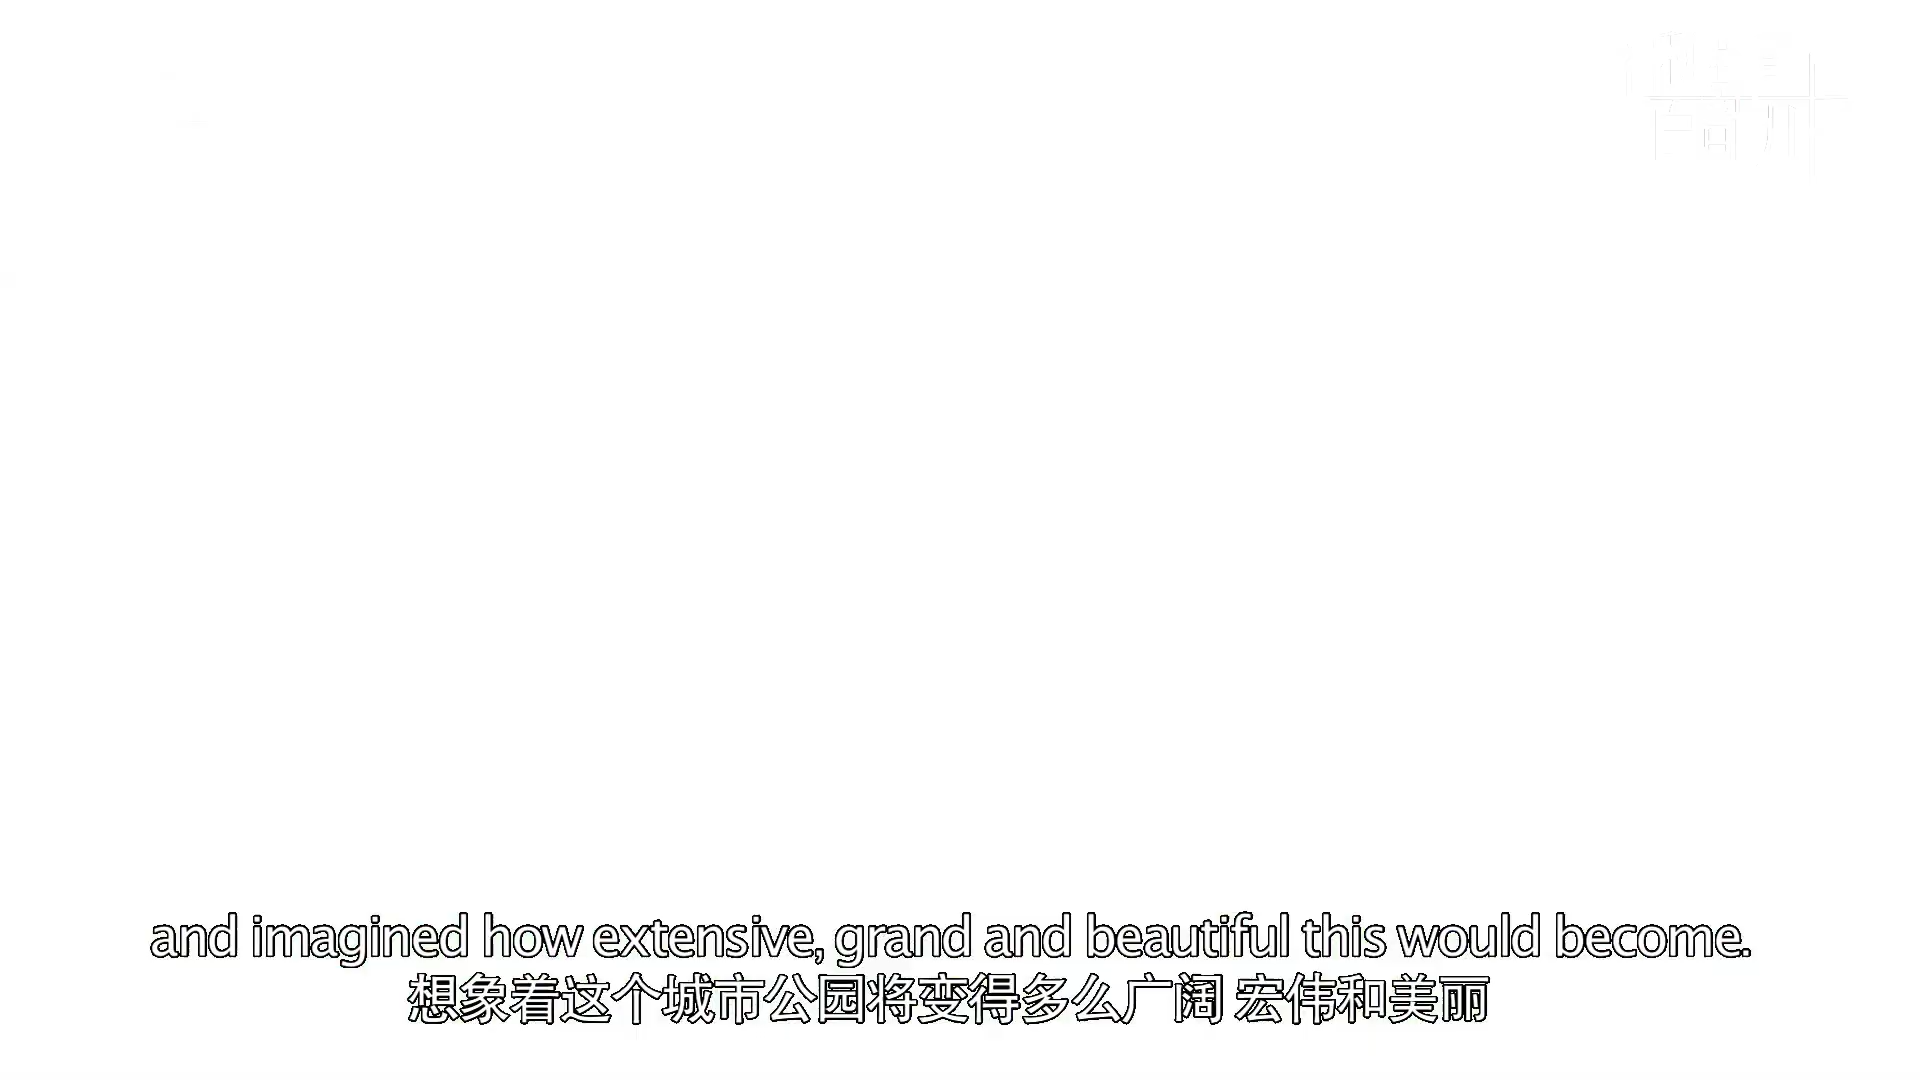 and imagined how extensive, grand and beautiful this would become.
想象着这个城市公园将变得多么广阔 宏伟和美丽